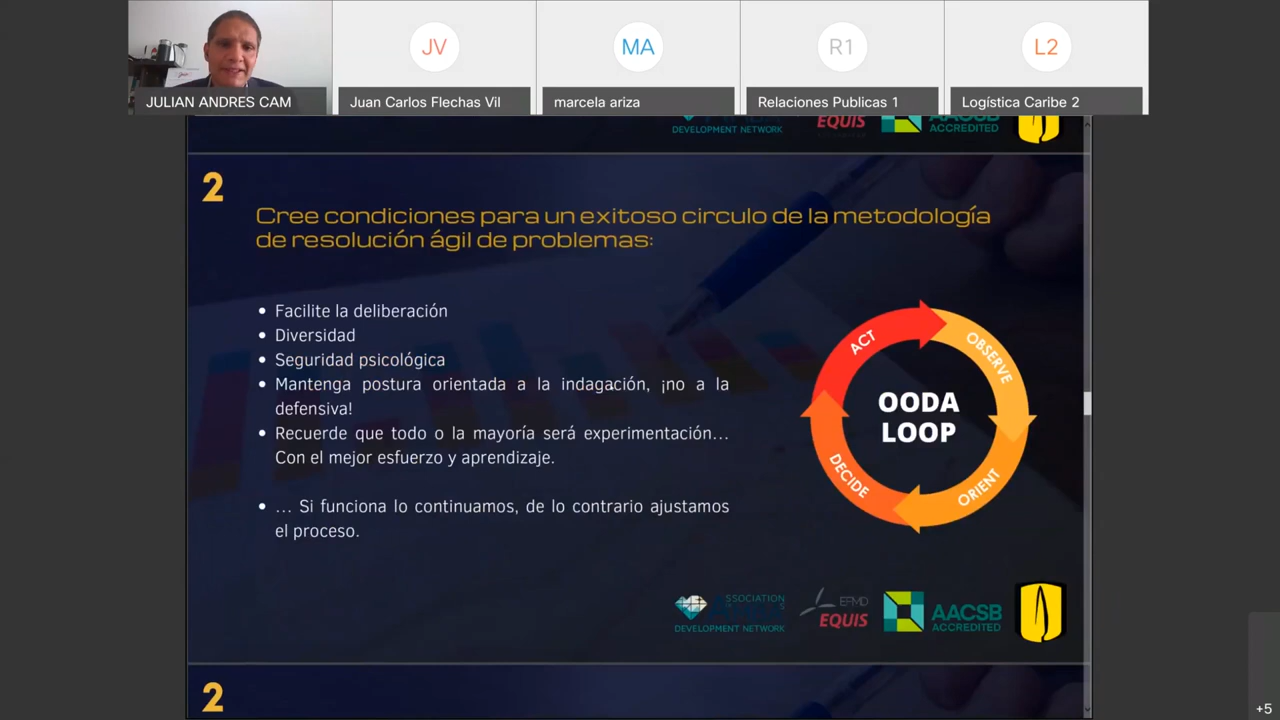 JV
MA
R1
L2
JULIAN ANDRES CAM
Juan Carlos Flechas Vil
marcela ariza
Relaciones Publicas 1
Logística Caribe 2
DEVELOPMENT NETWORK
EQUIS
AACSB
ACCREDITED
2
Cree condiciones para un exitoso circulo de la metodología
de resolución ágil de problemas:
• Facilite la deliberación
• Diversidad
• Seguridad psicológica
• Mantenga postura orientada a la indagación, ¡no a la
defensiva!
• Recuerde que todo o la mayoría será experimentación...
Con el mejor esfuerzo y aprendizaje.
• ... Si funciona lo continuamos, de lo contrario ajustamos
el proceso.
ACT
OBSERVE
OODA
LOOP
DECIDE
ORIENT
SSOCIATION
DEVELOPMENT NETWORK
EFMD
EQUIS
AACSB
ACCREDITED
2
+5